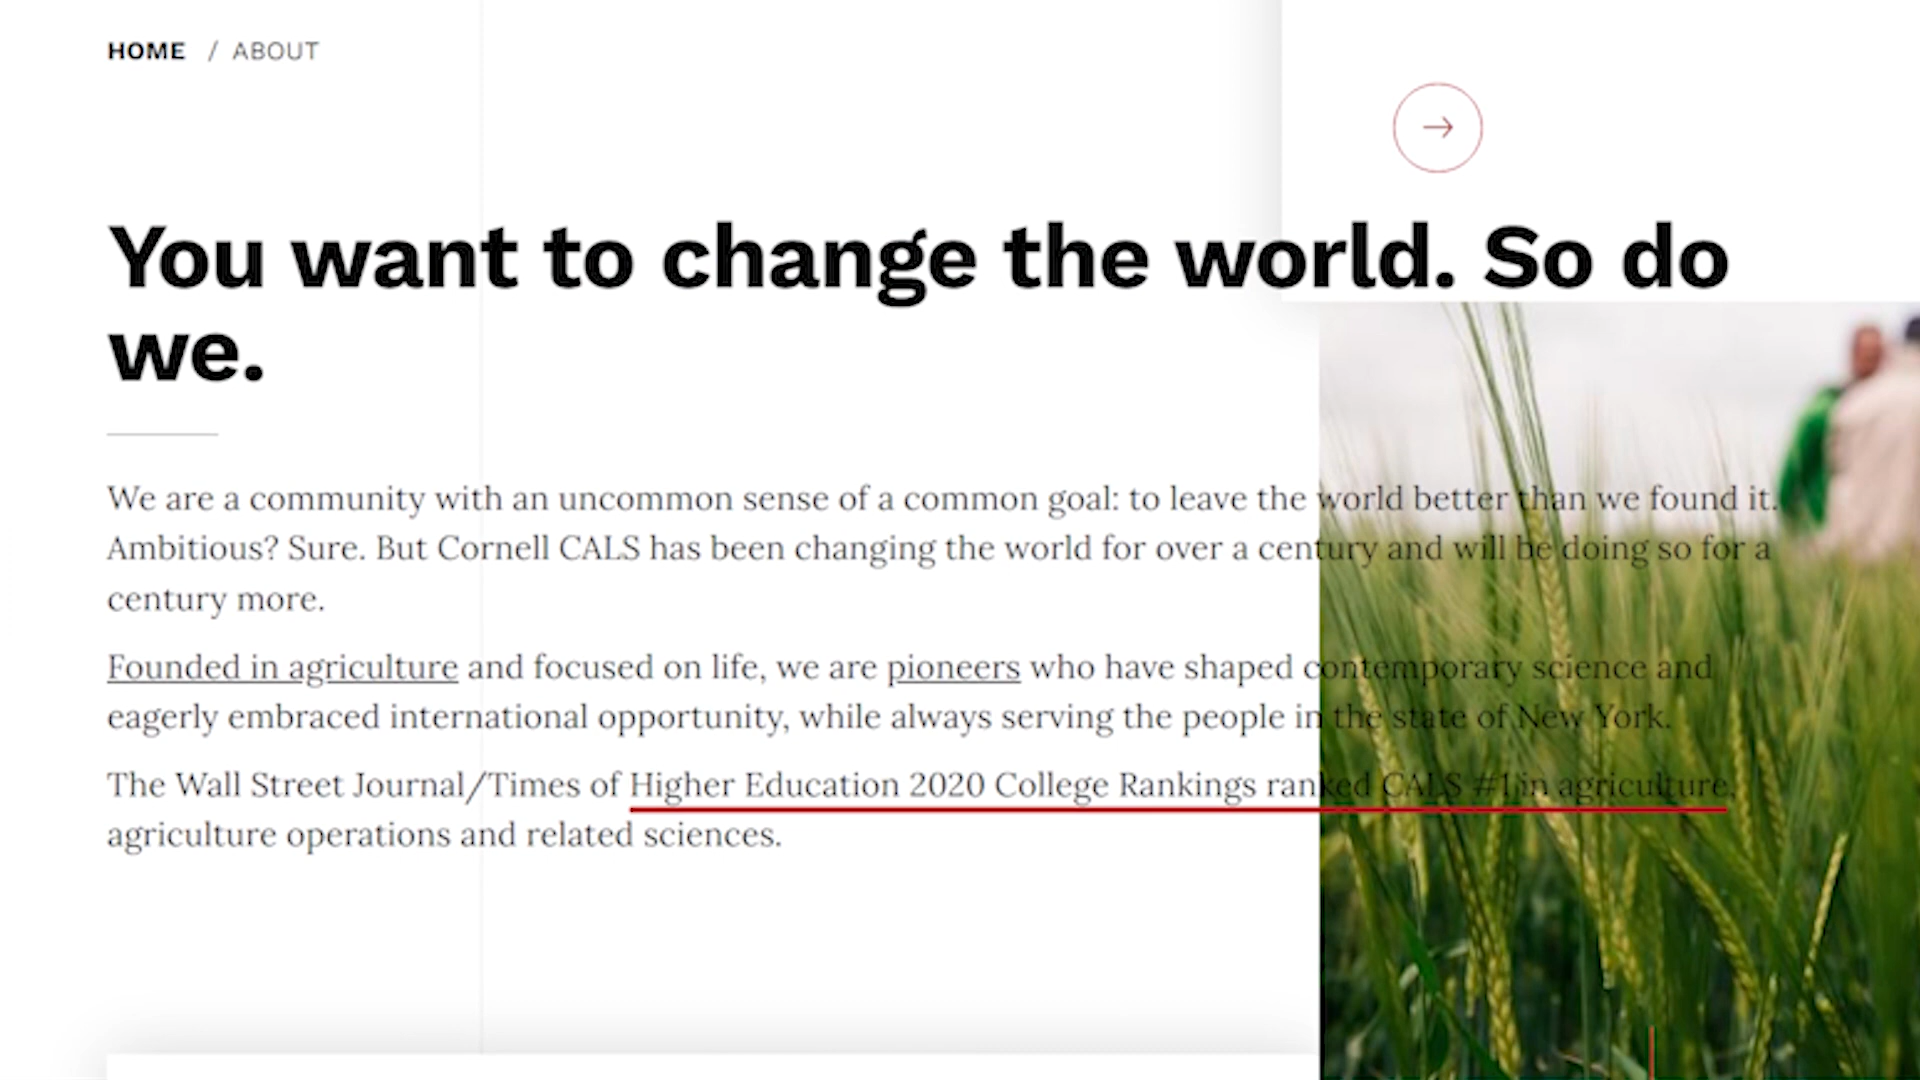 HOME / ABOUT
You want to change the world. So do
we.
We are a community with an uncommon sense of a common goal: to leave the world better than we found it.
Ambitious? Sure. But Cornell CALS has been changing the world for over a century and will be doing so for a
century more.
Founded in agriculture and focused on life, we are pioneers who have shaped contemporary science and
eagerly embraced international opportunity, while always serving the people in the state of New York.
The Wall Street Journal/Times of Higher Education 2020 College Rankings ranked CALS #1 in agriculture,
agriculture operations and related sciences.